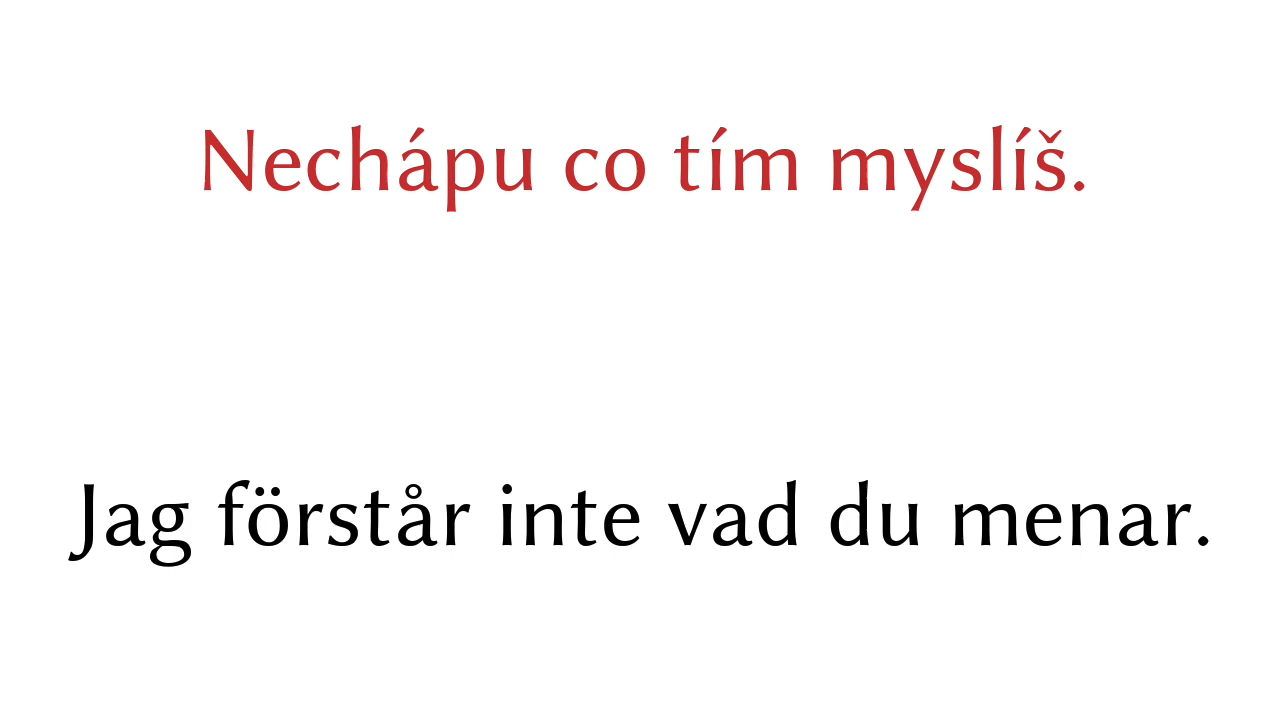 Nechápu co tím myslíš.
Jag förstår inte vad du menar.